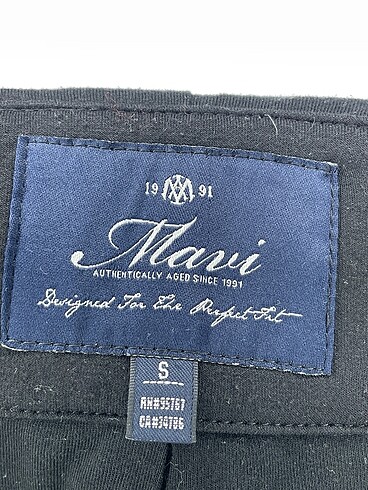 19 91
Mavi
AUTHENTICALLY AGED SINCE 1991
Designed For The Perfect Fit
S
RN#95767
CA#34786